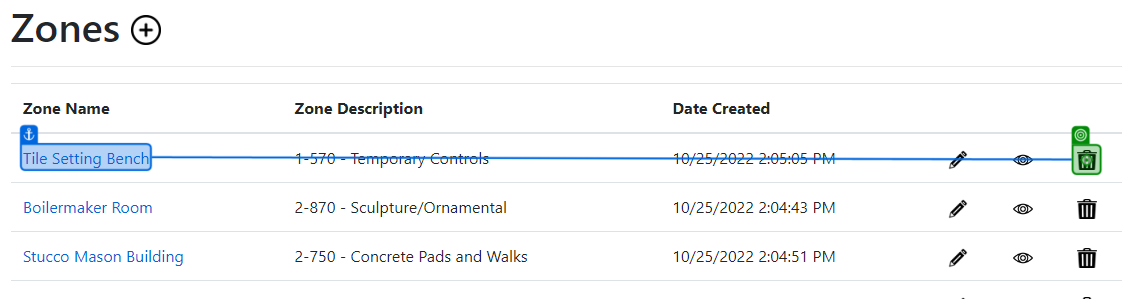 Zones
Zone Name Zone Description Date Created
Tile Setting Bench 1-570 - Temporary Controls 10/25/2022 2:05:05 PM
Boilermaker Room 2-870 - Sculpture/Ornamental 10/25/2022 2:04:43 PM
Stucco Mason Building 2-750 - Concrete Pads and Walks 10/25/2022 2:04:51 PM